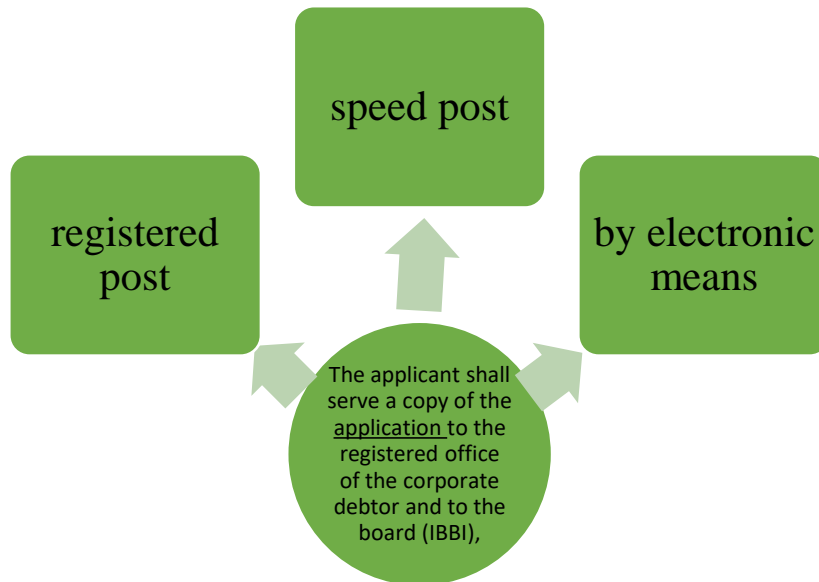 speed post
registered
post
by electronic
means
The applicant shall
serve a copy of the
application to the
registered office
of the corporate
debtor and to the
board (IBBI),